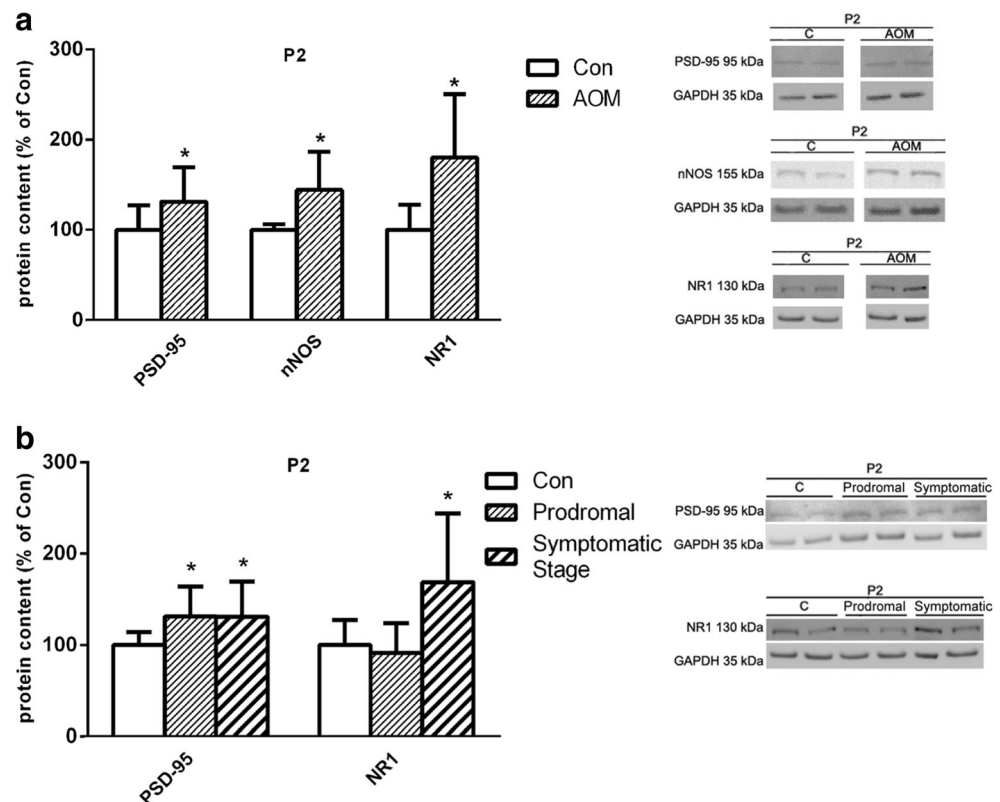 a
P2
300
200
100
0
protein content (% of Con)
* * *
PSD-95
nNOS
NR1
Con
AOM
P2
C AOM
PSD-95 95 kDa
GAPDH 35 kDa
P2
C AOM
nNOS 155 kDa
GAPDH 35 kDa
P2
C AOM
NR1 130 kDa
GAPDH 35 kDa
b
P2
300
200
100
0
protein content (% of Con)
* * *
PSD-95
NR1
Con
Prodromal
Symptomatic
Stage
P2
C Prodromal Symptomatic
PSD-95 95 kDa
GAPDH 35 kDa
P2
C Prodromal Symptomatic
NR1 130 kDa
GAPDH 35 kDa